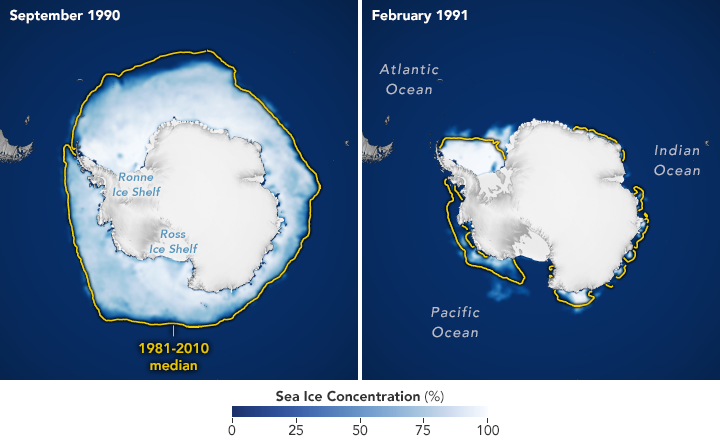 September 1990
Ronne
Ice Shelf
Ross
Ice Shelf
1981-2010
median
February 1991
Atlantic
Ocean
Indian
Ocean
Pacific
Ocean
Sea Ice Concentration (%)
0 25 50 75 100